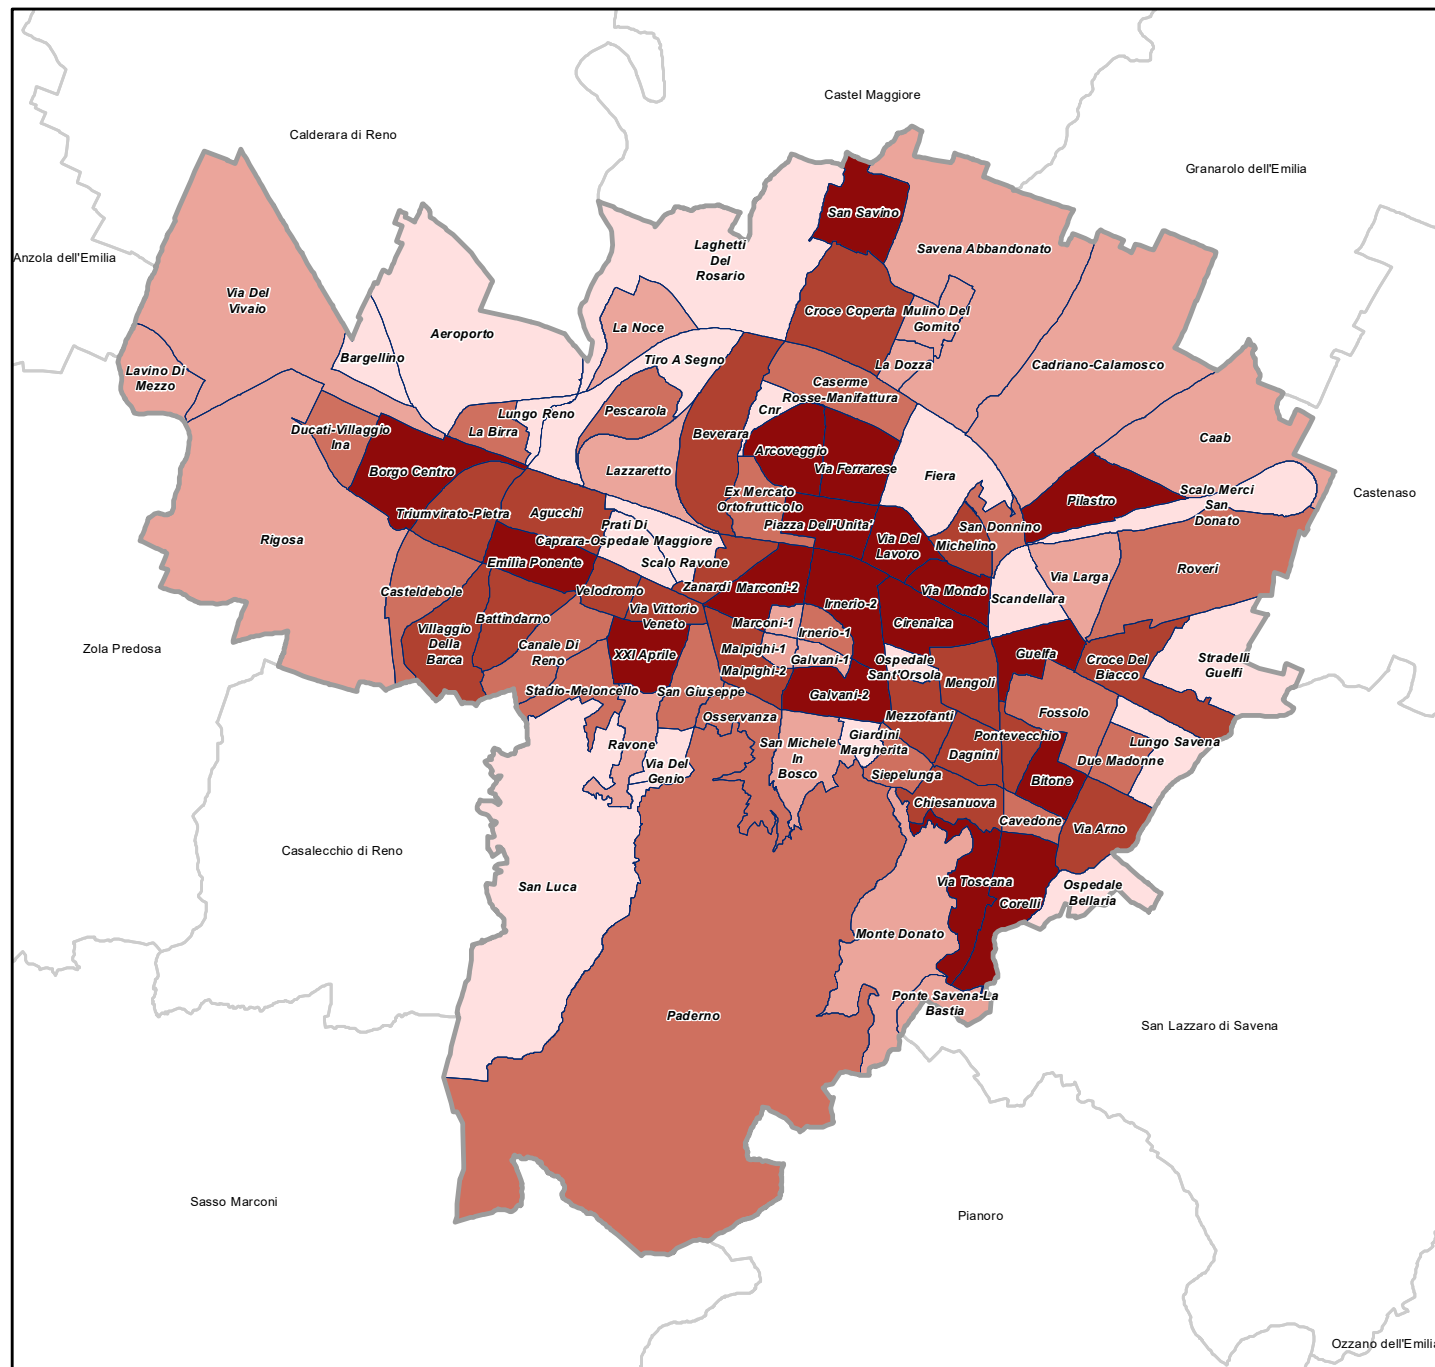 Castel Maggiore
Calderara di Reno
Granarolo dell'Emilia
San Savino
Anzola dell'Emilia
Laghetti
Del
Rosario
Savena Abbandonato
Via Del
Vivaio
Croce Coperta
Mulino Del
Gomito
La Noce
Aeroporto
Bargellino
Tiro A Segno
La Dozza
Cadriano-Calamosco
Lavino Di
Mezzo
Caserme
Rosse-Manifattura
Cnr
Pescarola
Lungo Reno
La Birra
Ducati-Villaggio
Ina
Beverara
Caab
Arcoveggio
Via Ferrarese
Borgo Centro
Lazzaretto
Fiera
Scalo Merci
San
Donato
Castenaso
Pilastro
Ex Mercato
Ortofrutticolo
Triumvirato-Pietra
Agucchi
Prati Di
Caprara-Ospedale Maggiore
Piazza Dell'Unita'
San Donnino
Michelino
Via Del
Lavoro
Rigosa
Emilia Ponente
Scalo Ravone
Roveri
Via Larga
Casteldebole
Velodromo
Zanardi
Marconi-2
Via Mondo
Scandellara
Irnerio-2
Via Vittorio
Veneto
Battindarno
Marconi-1
Irnerio-1
Cirenaica
Villaggio
Della
Barca
Canale Di
Reno
Zola Predosa
XXI Aprile
Malpighi-1
Galvani-1
Ospedale
Sant'Orsola
Guelfa
Croce Del
Biacco
Stradelli
Guelfi
Malpighi-2
Mengoli
Stadio-Meloncello
San Giuseppe
Galvani-2
Osservanza
Mezzofanti
Fossolo
Giardini
Margherita
Pontevecchio
Lungo Savena
Ravone
San Michele
In
Bosco
Dagnini
Due Madonne
Via Del
Genio
Siepelunga
Bitone
Chiesanuova
Cavedone
Via Arno
Casalecchio di Reno
San Luca
Via Toscana
Ospedale
Bellaria
Corelli
Monte Donato
Ponte Savena-La
Bastia
Paderno
San Lazzaro di Savena
Sasso Marconi
Pianoro
Ozzano dell'Emilia